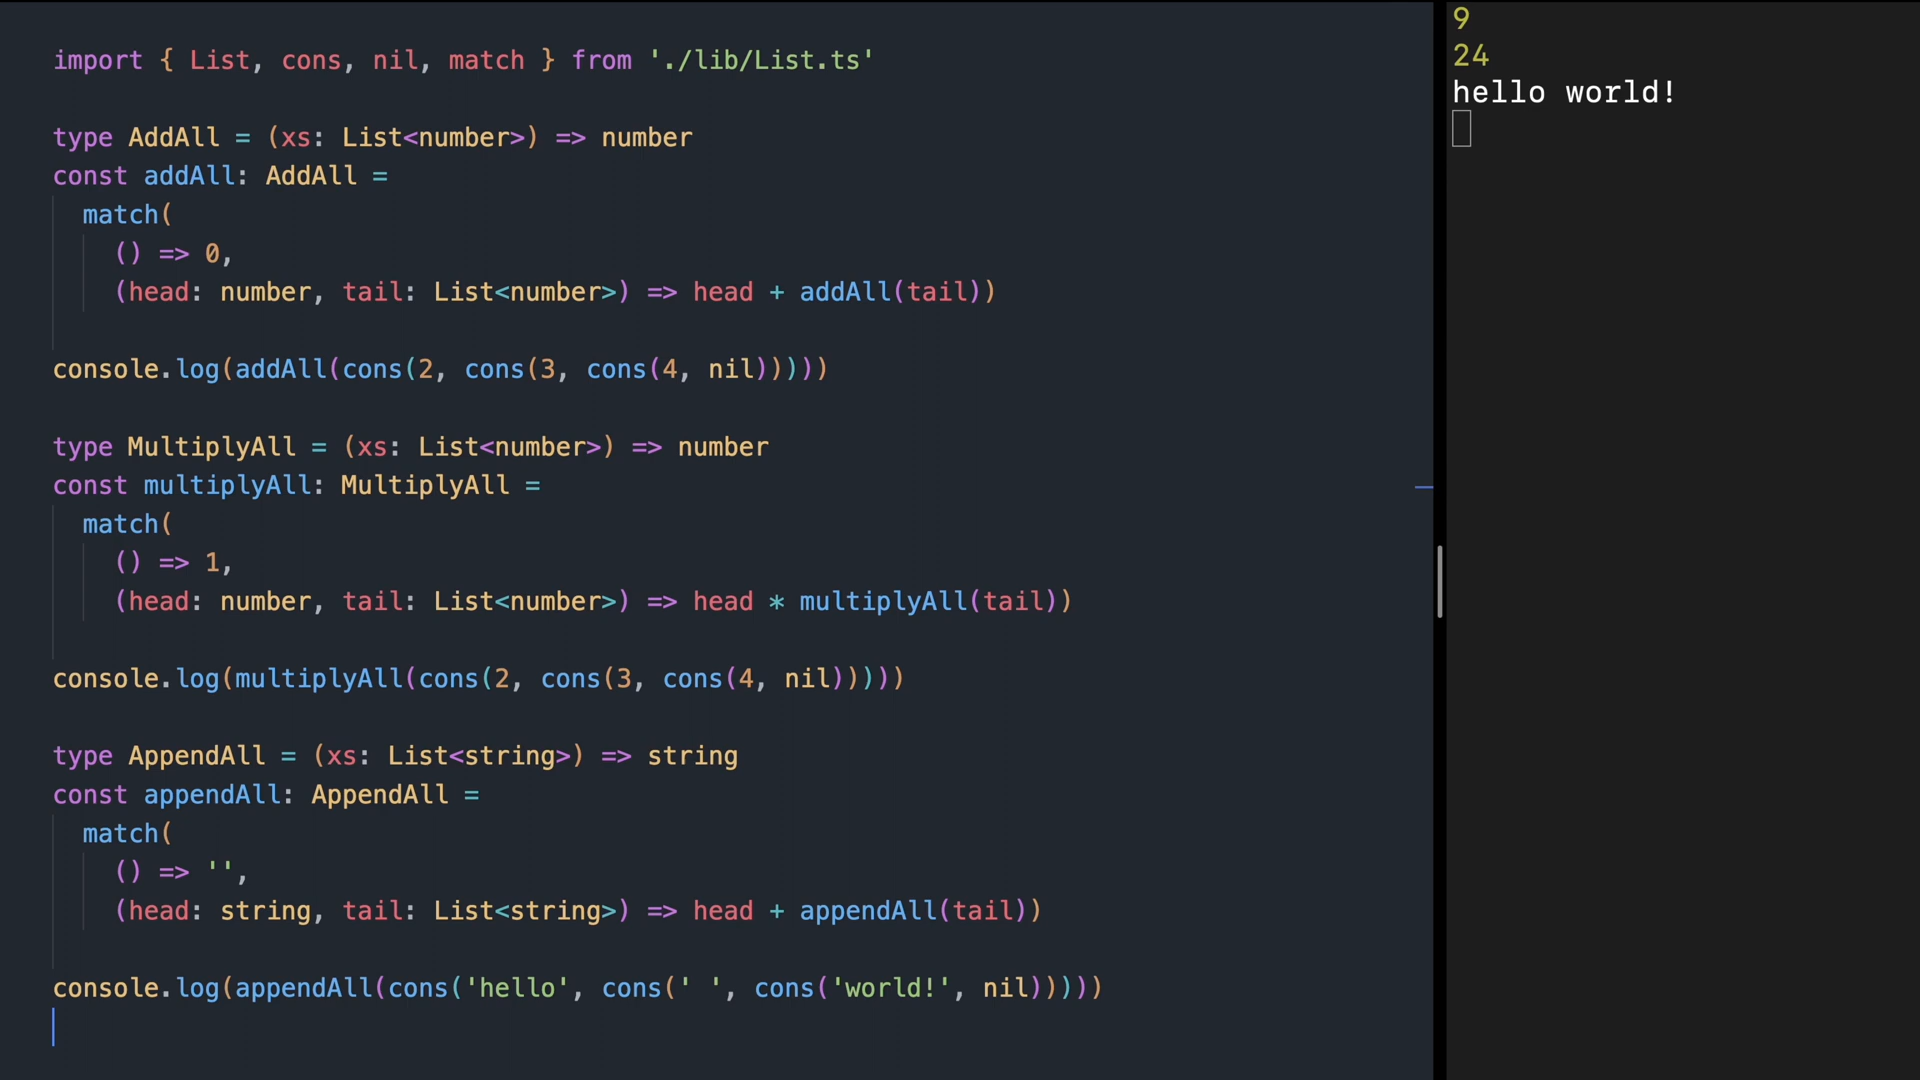 import { List, cons, nil, match } from './lib/List.ts'
type AddAll = (xs: List<number>) => number
const addAll: AddAll =
match(
() => 0,
(head: number, tail: List<number>) => head + addAll(tail))
console.log(addAll(cons(2, cons(3, cons(4, nil)))))
type MultiplyAll = (xs: List<number>) => number
const multiplyAll: MultiplyAll =
match(
() => 1,
(head: number, tail: List<number>) => head * multiplyAll(tail))
console.log(multiplyAll(cons(2, cons(3, cons(4, nil)))))
type AppendAll = (xs: List<string>) => string
const appendAll: AppendAll =
match(
() => '',
(head: string, tail: List<string>) => head + appendAll(tail))
console.log(appendAll(cons('hello', cons(' ', cons('world!', nil)))))
9
24
hello world!